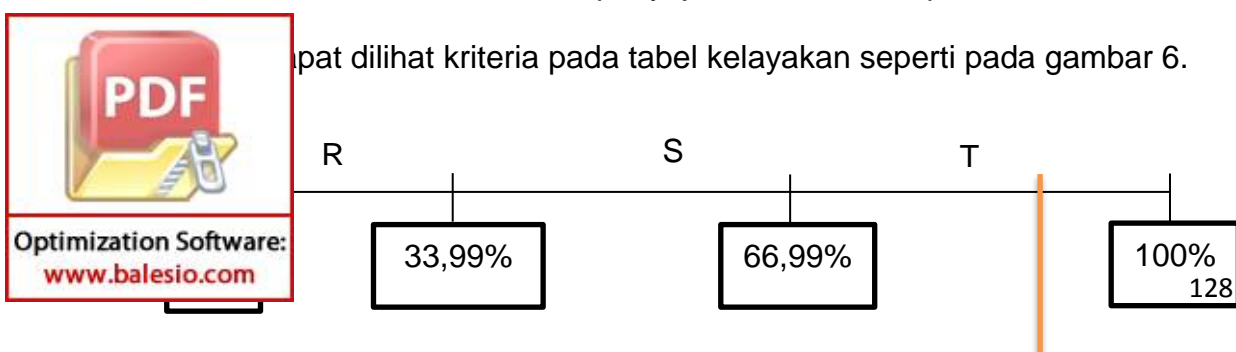 dapat dilihat kriteria pada tabel kelayakan seperti pada gambar 6.
PDF
R S T
33,99% 66,99% 100%
128
Optimization Software:
www.balesio.com